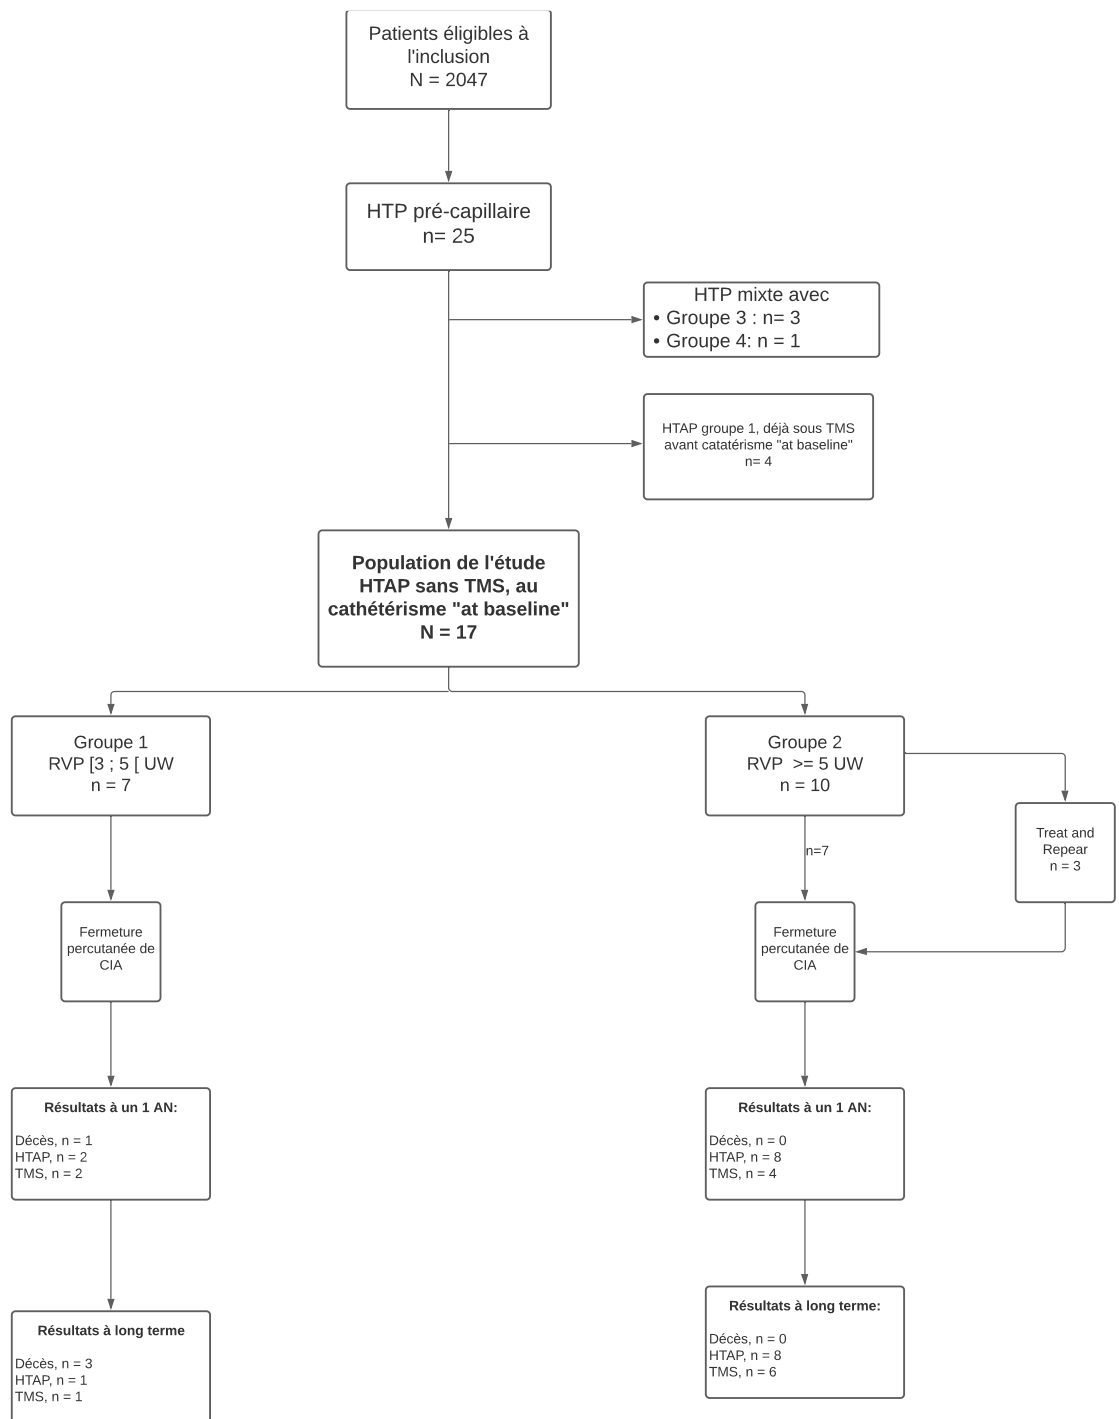 Patients éligibles à
l'inclusion
N = 2047
HTP pré-capillaire
n= 25
HTP mixte avec
• Groupe 3 : n= 3
• Groupe 4: n = 1
HTAP groupe 1, déjà sous TMS
avant catatérisme "at baseline"
n= 4
Population de l'étude
HTAP sans TMS, au
cathétérisme "at baseline"
N = 17
Groupe 1
RVP [3 ; 5 [ UW
n = 7
Groupe 2
RVP >= 5 UW
n = 10
Treat and
Repear
n = 3
n=7
Fermeture
percutanée de
CIA
Fermeture
percutanée de
CIA
Résultats à un 1 AN:
Décès, n = 1
HTAP, n = 2
TMS, n = 2
Résultats à un 1 AN:
Décès, n = 0
HTAP, n = 8
TMS, n = 4
Résultats à long terme
Décès, n = 3
HTAP, n = 1
TMS, n = 1
Résultats à long terme:
Décès, n = 0
HTAP, n = 8
TMS, n = 6